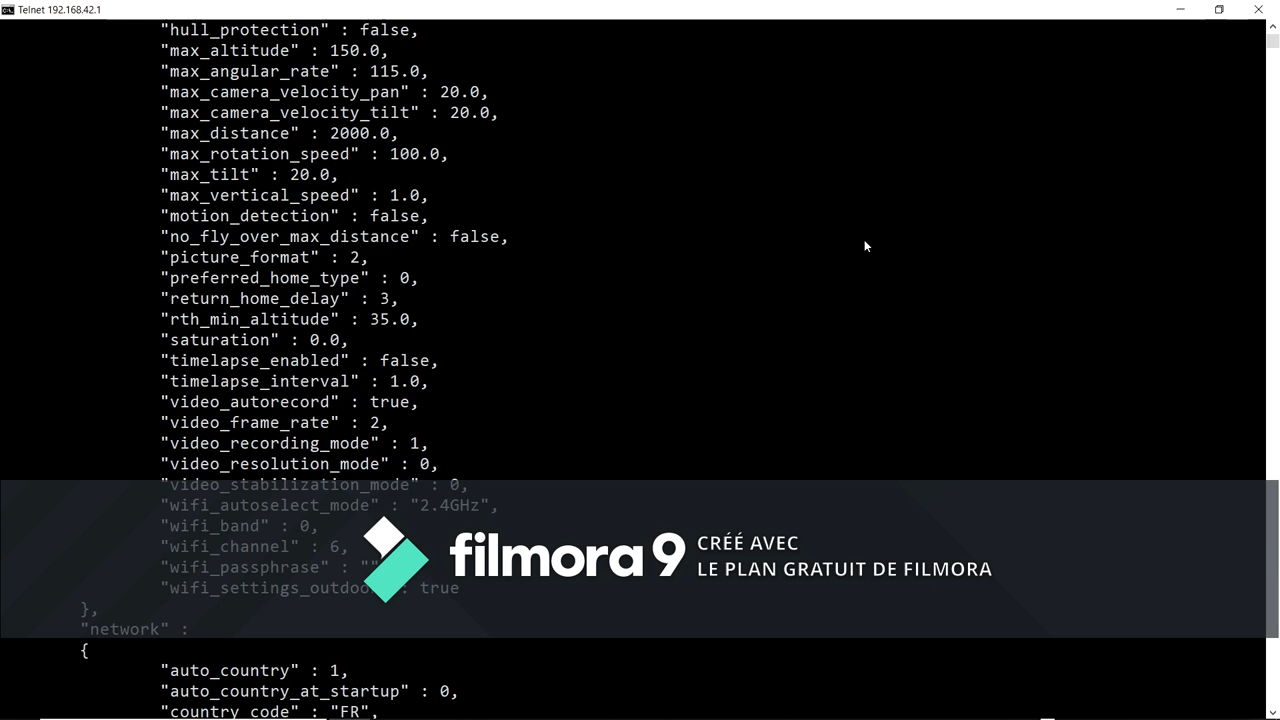 Telnet 192.168.42.1
"hull_protection" : false,
"max_altitude" : 150.0,
"max_angular_rate" : 115.0,
"max_camera_velocity_pan" : 20.0,
"max_camera_velocity_tilt" : 20.0,
"max_distance" : 2000.0,
"max_rotation_speed" : 100.0,
"max_tilt" : 20.0,
"max_vertical_speed" : 1.0,
"motion_detection" : false,
"no_fly_over_max_distance" : false,
"picture_format" : 2,
"preferred_home_type" : 0,
"return_home_delay" : 3,
"rth_min_altitude" : 35.0,
"saturation" : 0.0,
"timelapse_enabled" : false,
"timelapse_interval" : 1.0,
"video_autorecord" : true,
"video_frame_rate" : 2,
"video_recording_mode" : 1,
"video_resolution_mode" : 0,
"video_stabilization_mode" : 0,
"wifi_autoselect_mode" : "2.4GHz",
"wifi_band" : 0,
"wifi_channel" : 6,
"wifi_passphrase" : "
"wifi_settings_outdoo : true
},
"network" :
{
"auto_country" : 1,
"auto_country_at_startup" : 0,
"country_code" : "FR",
filmora 9
CRÉÉ AVEC
LE PLAN GRATUIT DE FILMORA